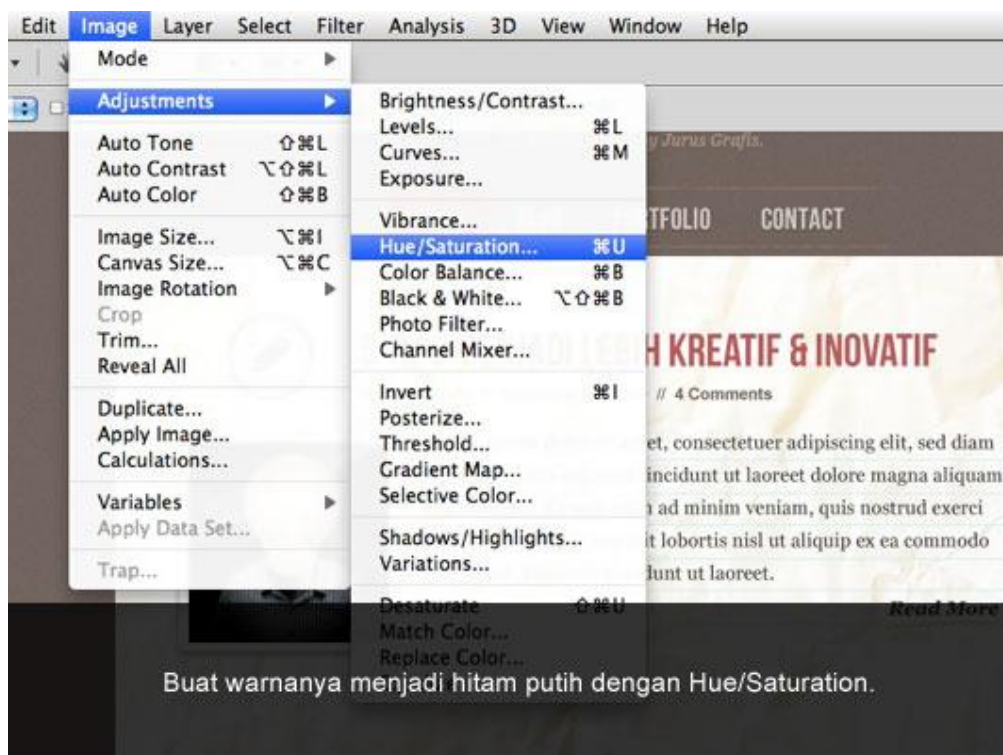 Edit Image Layer Select Filter Analysis 3D View Window Help
Mode
Adjustments
Auto Tone ⇧⌘L
Auto Contrast ⌥⇧⌘L
Auto Color ⇧⌘B
Image Size... ⌥⌘I
Canvas Size... ⌥⌘C
Image Rotation
Crop
Trim...
Reveal All
Duplicate...
Apply Image...
Calculations...
Variables
Apply Data Set...
Trap...
Brightness/Contrast...
Levels... ⌘L
Curves... ⌘M
Exposure...
Vibrance...
Hue/Saturation... ⌘U
Color Balance... ⌘B
Black & White... ⌥⇧⌘B
Photo Filter...
Channel Mixer...
Invert ⌘I
Posterize...
Threshold...
Gradient Map...
Selective Color...
Shadows/Highlights...
Variations...
Desaturate ⇧⌘U
Match Color...
Replace Color...
y Jurus Grafis.
TFOLIO CONTACT
H KREATIF & INOVATIF
// 4 Comments
et, consectetuer adipiscing elit, sed diam
incidunt ut laoreet dolore magna aliquam
ad minim veniam, quis nostrud exerci
it lobortis nisl ut aliquip ex ea commodo
dunt ut laoreet.
Read More
Buat warnanya menjadi hitam putih dengan Hue/Saturation.